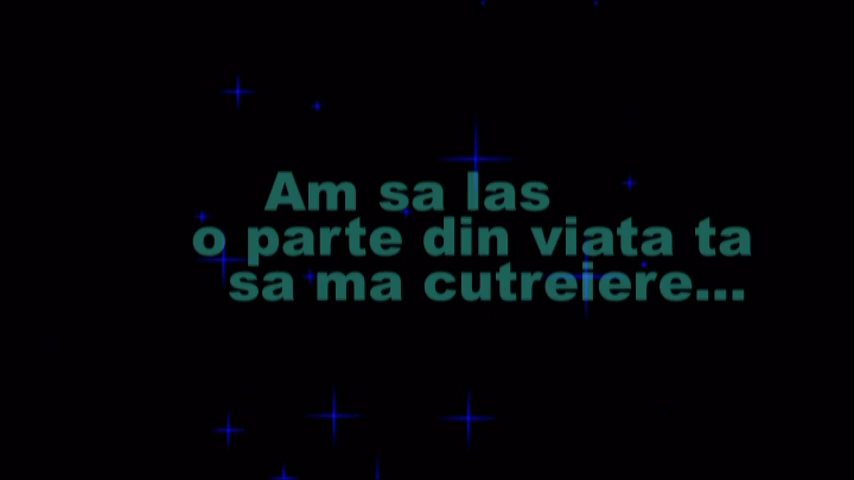 Am sa las
o parte din viata ta
sa ma cutreiere...